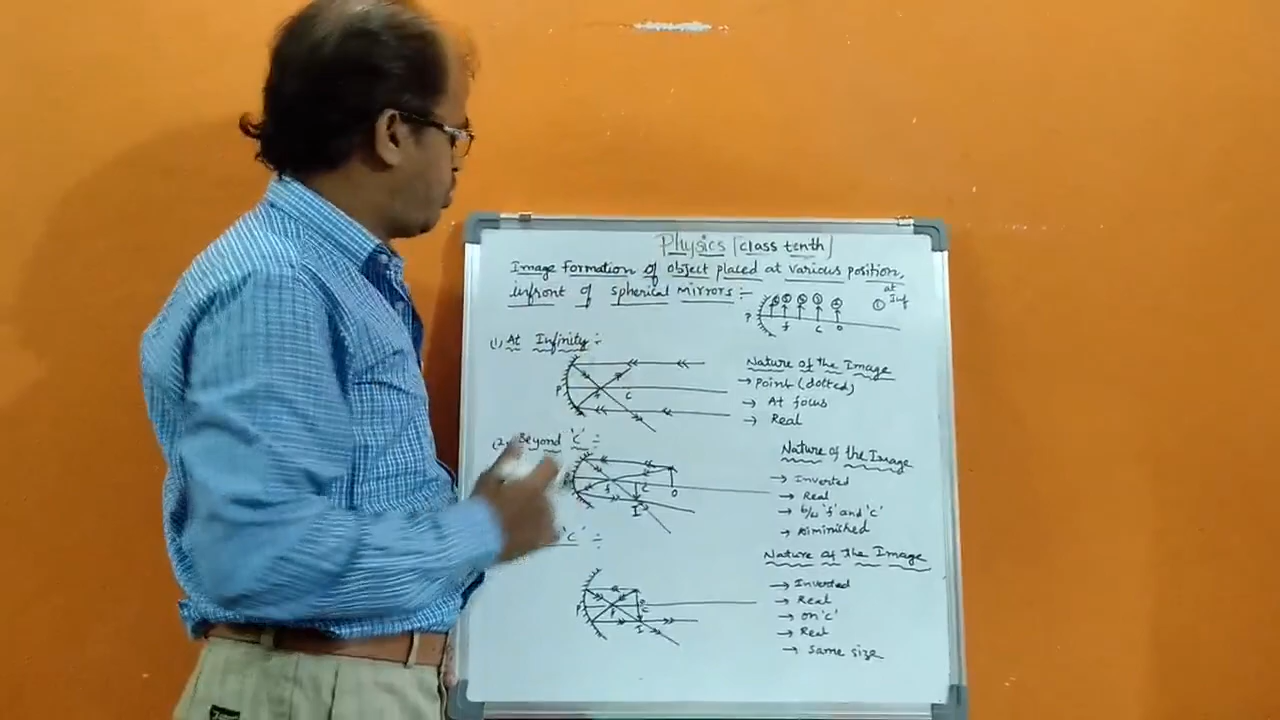 Physics [class tenth]
Image Formation of object placed at various position,
infront of spherical Mirrors :-
at
Inf
①
P f C O
(1) At Infinity :-
P f C
Nature of the Image
→ Point (dotted)
→ At focus
→ Real
(2) Beyond 'C' :-
P f C O
I
Nature of the Image
→ Inverted
→ Real
→ b/w 'f' and 'C'
→ Diminished
'C' :-
P f C
I
Nature of the Image
→ Inverted
→ Real
→ on 'C'
→ Real
→ Same size